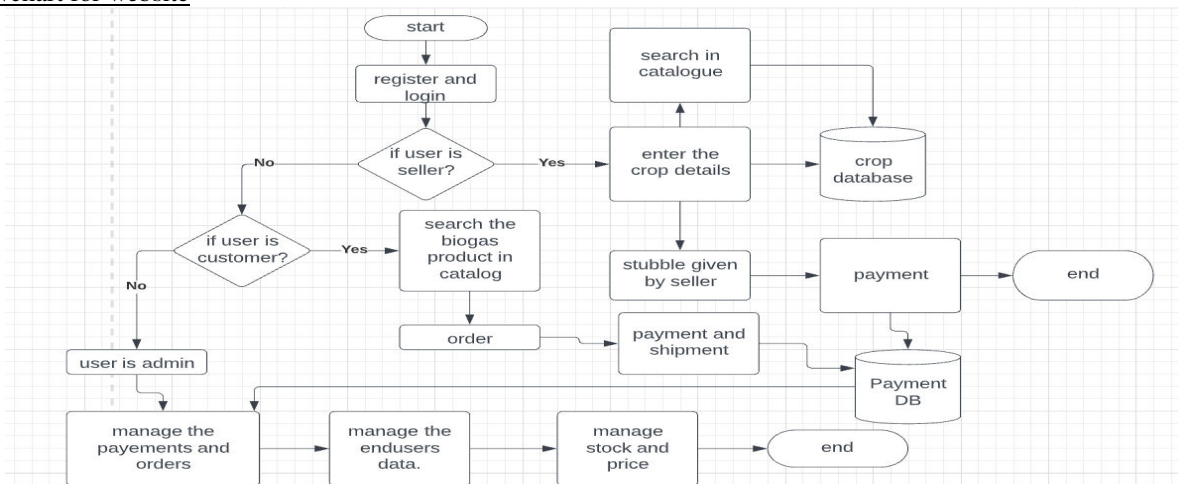 start
register and
login
if user is
seller?
No
Yes
search in
catalogue
enter the
crop details
crop
database
if user is
customer?
Yes
No
search the
biogas
product in
catalog
stubble given
by seller
payment
end
order
payment and
shipment
user is admin
Payment
DB
manage the
payements and
orders
manage the
endusers
data.
manage
stock and
price
end